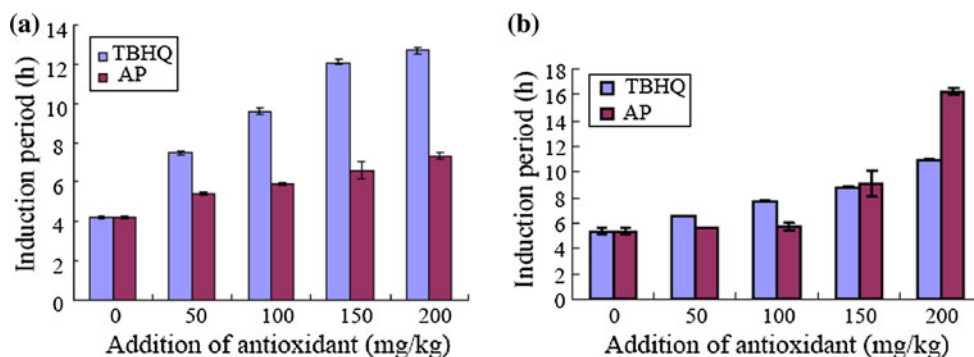 (a)
Induction period (h)
14
12
10
8
6
4
2
0
TBHQ
AP
0 50 100 150 200
Addition of antioxidant (mg/kg)
(b)
Induction period (h)
18
16
14
12
10
8
6
4
2
0
TBHQ
AP
0 50 100 150 200
Addition of antioxidant (mg/kg)